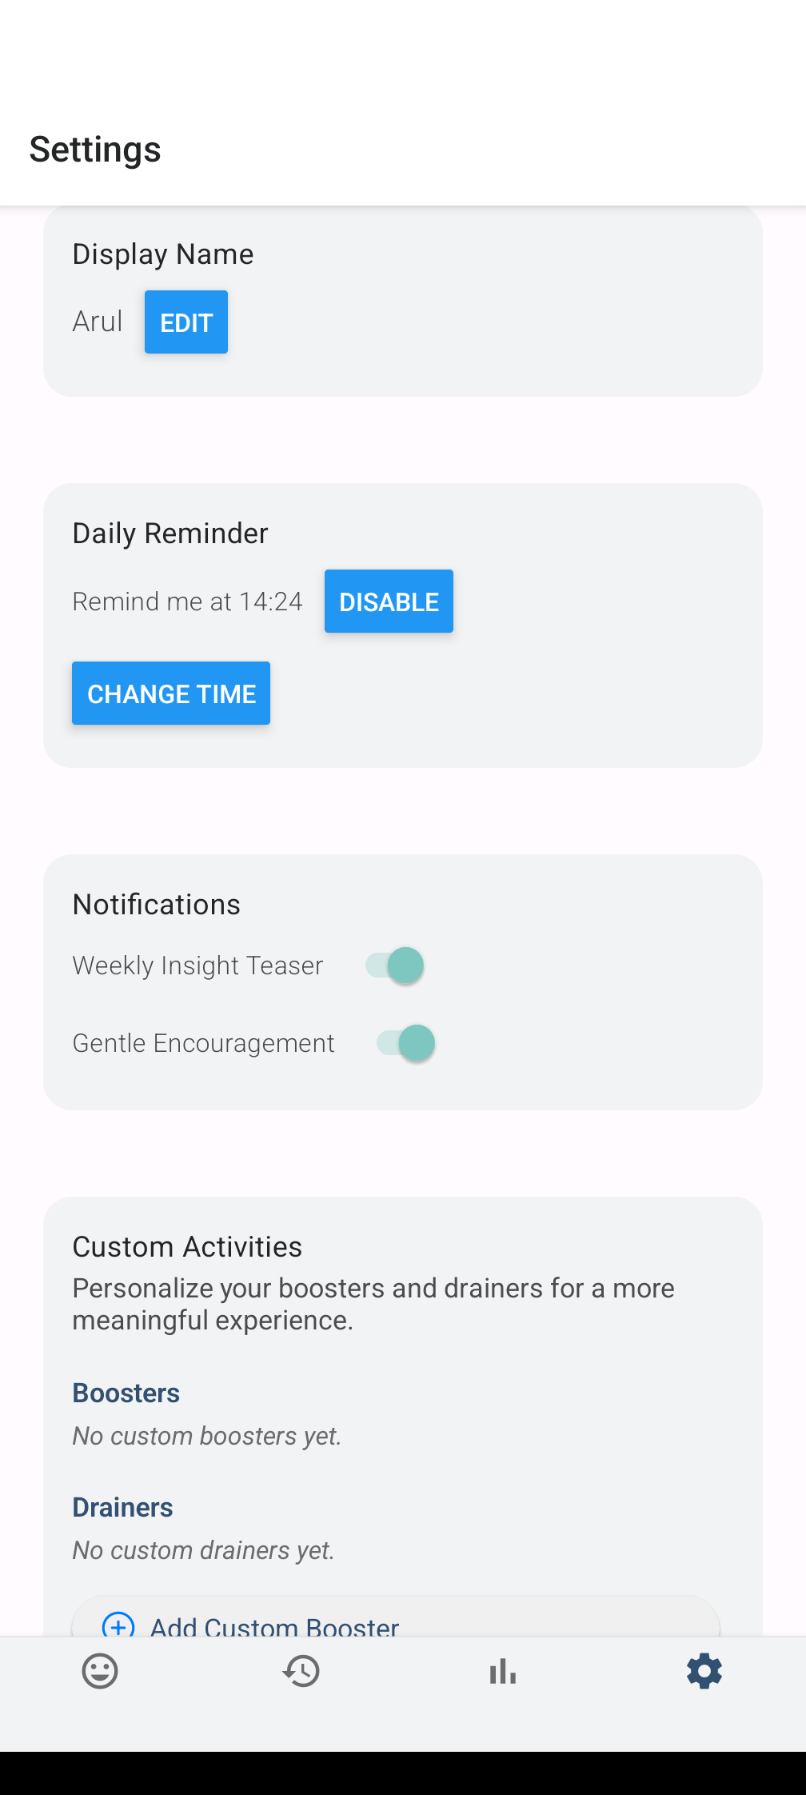 Settings
Display Name
Arul
EDIT
Daily Reminder
Remind me at 14:24
DISABLE
CHANGE TIME
Notifications
Weekly Insight Teaser
Gentle Encouragement
Custom Activities
Personalize your boosters and drainers for a more
meaningful experience.
Boosters
No custom boosters yet.
Drainers
No custom drainers yet.
Add Custom Booster